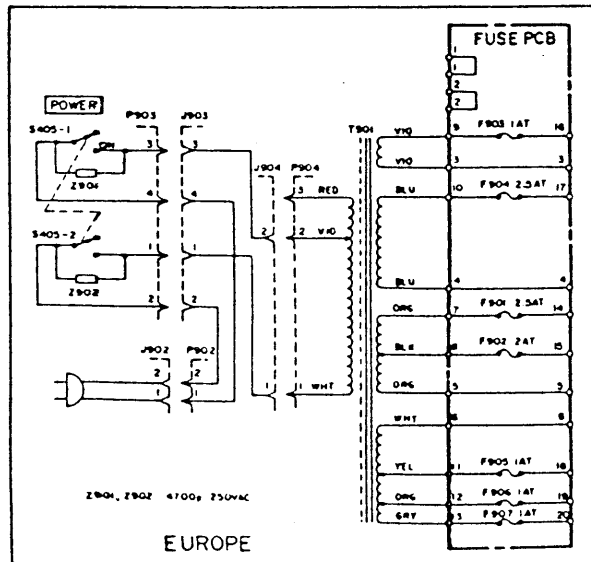 FUSE PCB
1
1
2
2
POWER
P903 J903
S405-1
ON
Z901
3 3
4 4
S405-2
Z902
1 1
2 2
J902 P902
2 2
1 1
J904 P904
3 RED
2 2 VIO
1 1 WHT
T901
VIO 9 F903 1AT 16
VIO 3 3
BLU 10 F904 2.5AT 17
BLU 4 4
ORG 7 F901 2.5AT 14
BLK F902 2AT 15
ORG 5 5
WHT 6
YEL 11 F905 1AT 18
ORG 12 F906 1AT 19
GRY 13 F907 1AT 20
Z901, Z902 4700p 250VAC
EUROPE